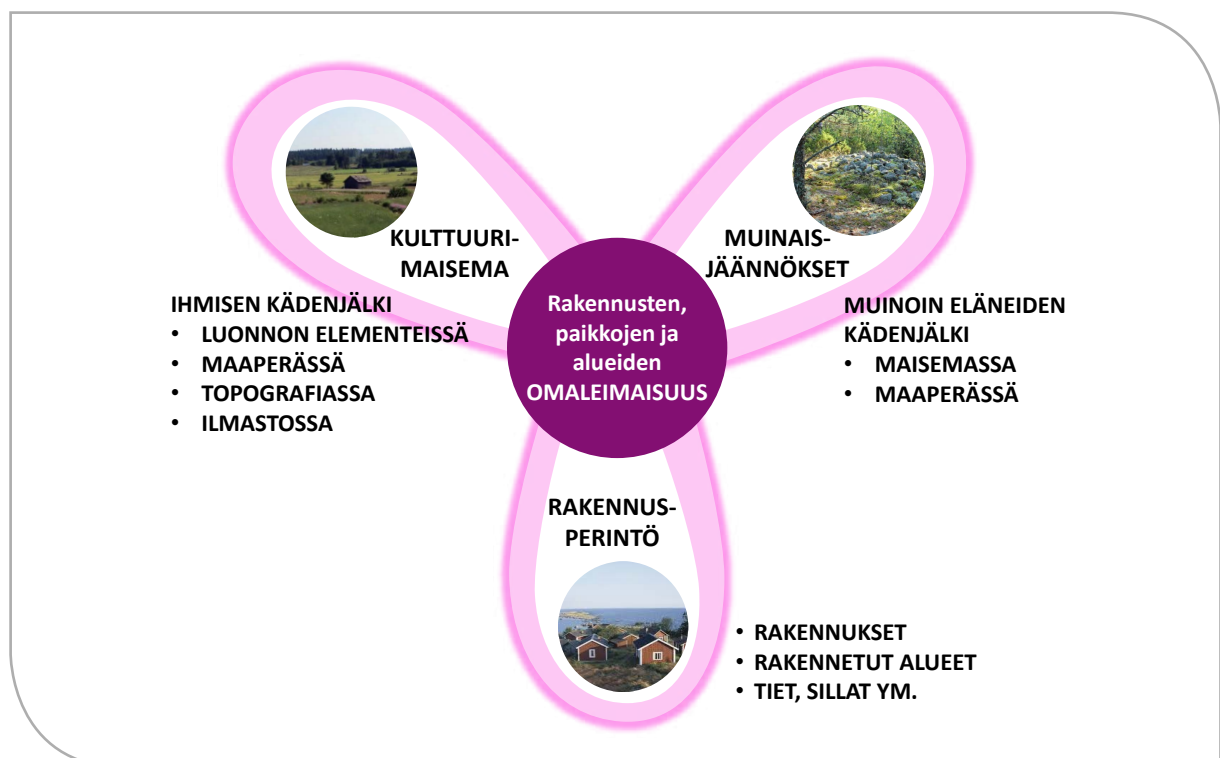 KULTTUURI-
MAISEMA
IHMISEN KÄDENJÄLKI
• LUONNON ELEMENTEISSÄ
• MAAPERÄSSÄ
• TOPOGRAFIASSA
• ILMASTOSSA
Rakennusten,
paikkojen ja
alueiden
OMALEIMAISUUS
MUINAIS-
JÄÄNNÖKSET
MUINOIN ELÄNEIDEN
KÄDENJÄLKI
• MAISEMASSA
• MAAPERÄSSÄ
RAKENNUS-
PERINTÖ
• RAKENNUKSET
• RAKENNETUT ALUEET
• TIET, SILLAT YM.